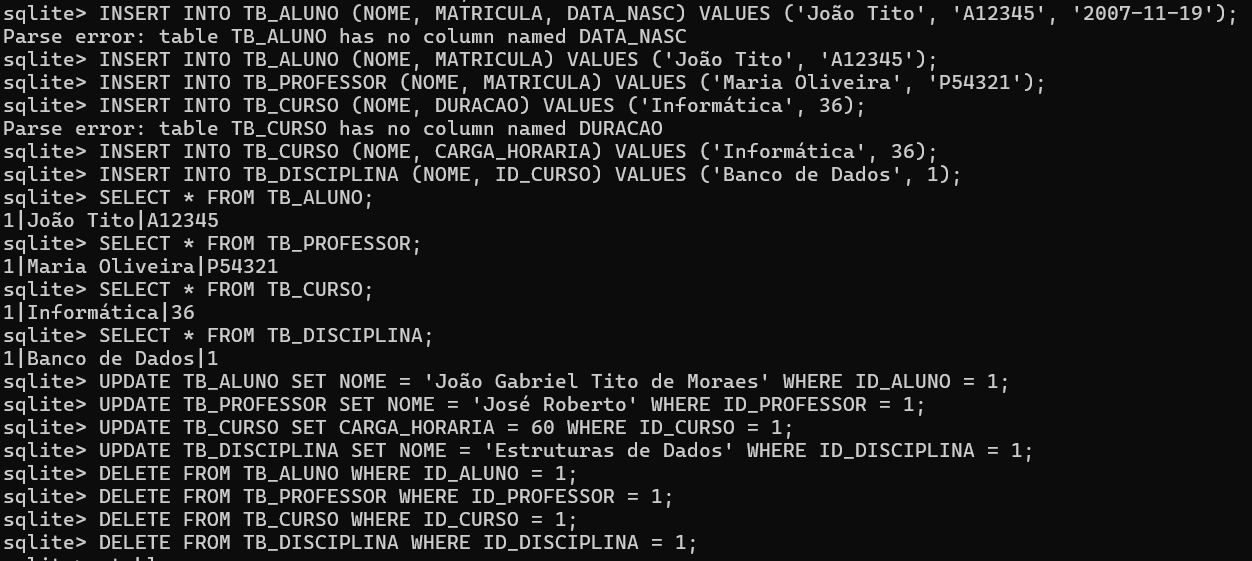 sqlite> INSERT INTO TB_ALUNO (NOME, MATRICULA, DATA_NASC) VALUES ('João Tito', 'A12345', '2007-11-19');
Parse error: table TB_ALUNO has no column named DATA_NASC
sqlite> INSERT INTO TB_ALUNO (NOME, MATRICULA) VALUES ('João Tito', 'A12345');
sqlite> INSERT INTO TB_PROFESSOR (NOME, MATRICULA) VALUES ('Maria Oliveira', 'P54321');
sqlite> INSERT INTO TB_CURSO (NOME, DURACAO) VALUES ('Informática', 36);
Parse error: table TB_CURSO has no column named DURACAO
sqlite> INSERT INTO TB_CURSO (NOME, CARGA_HORARIA) VALUES ('Informática', 36);
sqlite> INSERT INTO TB_DISCIPLINA (NOME, ID_CURSO) VALUES ('Banco de Dados', 1);
sqlite> SELECT * FROM TB_ALUNO;
1|João Tito|A12345
sqlite> SELECT * FROM TB_PROFESSOR;
1|Maria Oliveira|P54321
sqlite> SELECT * FROM TB_CURSO;
1|Informática|36
sqlite> SELECT * FROM TB_DISCIPLINA;
1|Banco de Dados|1
sqlite> UPDATE TB_ALUNO SET NOME = 'João Gabriel Tito de Moraes' WHERE ID_ALUNO = 1;
sqlite> UPDATE TB_PROFESSOR SET NOME = 'José Roberto' WHERE ID_PROFESSOR = 1;
sqlite> UPDATE TB_CURSO SET CARGA_HORARIA = 60 WHERE ID_CURSO = 1;
sqlite> UPDATE TB_DISCIPLINA SET NOME = 'Estruturas de Dados' WHERE ID_DISCIPLINA = 1;
sqlite> DELETE FROM TB_ALUNO WHERE ID_ALUNO = 1;
sqlite> DELETE FROM TB_PROFESSOR WHERE ID_PROFESSOR = 1;
sqlite> DELETE FROM TB_CURSO WHERE ID_CURSO = 1;
sqlite> DELETE FROM TB_DISCIPLINA WHERE ID_DISCIPLINA = 1;